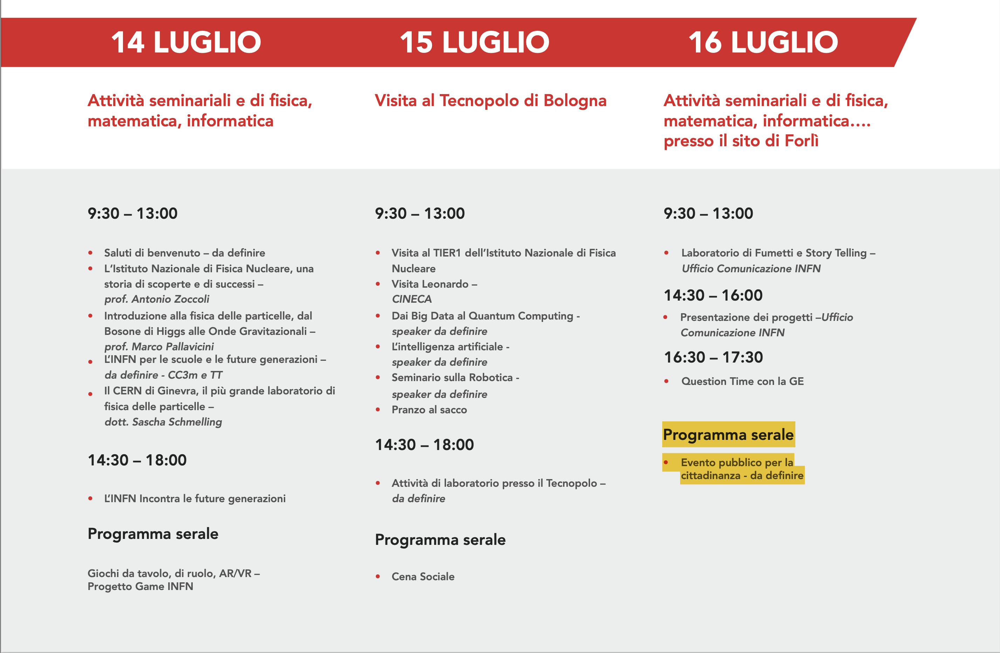 14 LUGLIO
15 LUGLIO
16 LUGLIO
Attività seminariali e di fisica,
matematica, informatica
Visita al Tecnopolo di Bologna
Attività seminariali e di fisica,
matematica, informatica....
presso il sito di Forlì
9:30 – 13:00
• Saluti di benvenuto – da definire
• L’Istituto Nazionale di Fisica Nucleare, una
storia di scoperte e di successi –
prof. Antonio Zoccoli
• Introduzione alla fisica delle particelle, dal
Bosone di Higgs alle Onde Gravitazionali –
prof. Marco Pallavicini
• L’INFN per le scuole e le future generazioni –
da definire - CC3m e TT
• Il CERN di Ginevra, il più grande laboratorio di
fisica delle particelle –
dott. Sascha Schmelling
14:30 – 18:00
• L’INFN Incontra le future generazioni
Programma serale
Giochi da tavolo, di ruolo, AR/VR –
Progetto Game INFN
9:30 – 13:00
• Visita al TIER1 dell’Istituto Nazionale di Fisica
Nucleare
• Visita Leonardo –
CINECA
• Dai Big Data al Quantum Computing -
speaker da definire
• L’intelligenza artificiale -
speaker da definire
• Seminario sulla Robotica -
speaker da definire
• Pranzo al sacco
14:30 – 18:00
• Attività di laboratorio presso il Tecnopolo –
da definire
Programma serale
• Cena Sociale
9:30 – 13:00
• Laboratorio di Fumetti e Story Telling –
Ufficio Comunicazione INFN
14:30 – 16:00
• Presentazione dei progetti –Ufficio
Comunicazione INFN
16:30 – 17:30
• Question Time con la GE
Programma serale
• Evento pubblico per la
cittadinanza - da definire